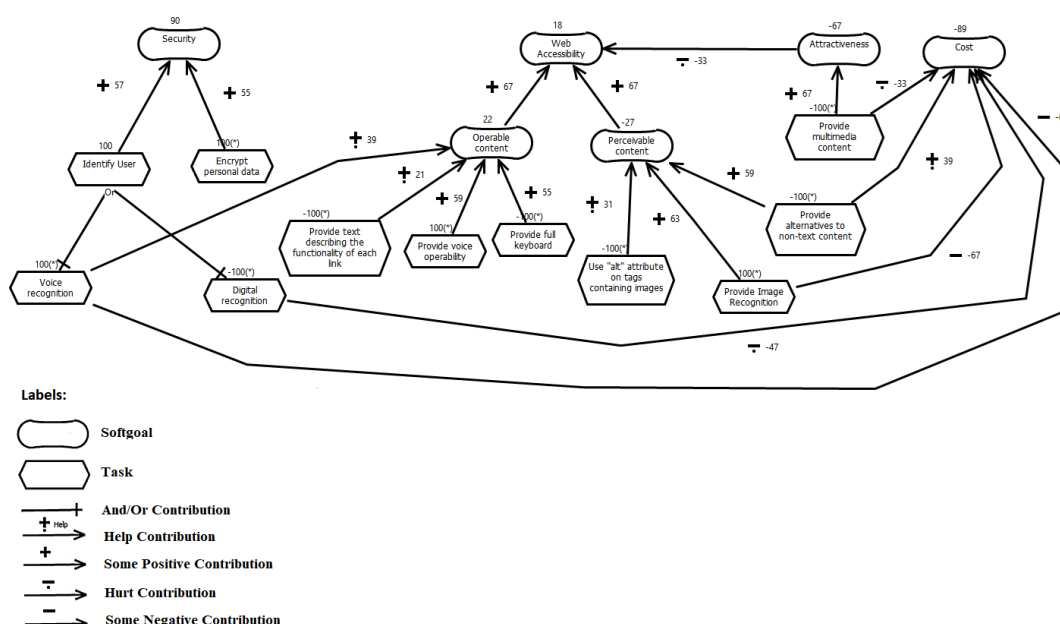 90
Security
18
Web
Accessibility
-67
Attractiveness
-89
Cost
-33
57
55
67
67
67
-33
100
Identify User
100(*)
Encrypt
personal data
Or
39
22
Operable
content
-27
Perceivable
content
-100(*)
Provide
multimedia
content
39
21
59
55
31
63
59
-100(*)
Provide text
describing the
functionality of each
link
100(*)
Provide voice
operability
-100(*)
Provide full
keyboard
-100(*)
Provide
alternatives to
non-text content
-67
100(*)
Voice
recognition
-100(*)
Digital
recognition
-100(*)
Use "alt" attribute
on tags
containing images
100(*)
Provide Image
Recognition
-47
Labels:
Softgoal
Task
And/Or Contribution
Help
Help Contribution
Some Positive Contribution
Hurt Contribution
Some Negative Contribution